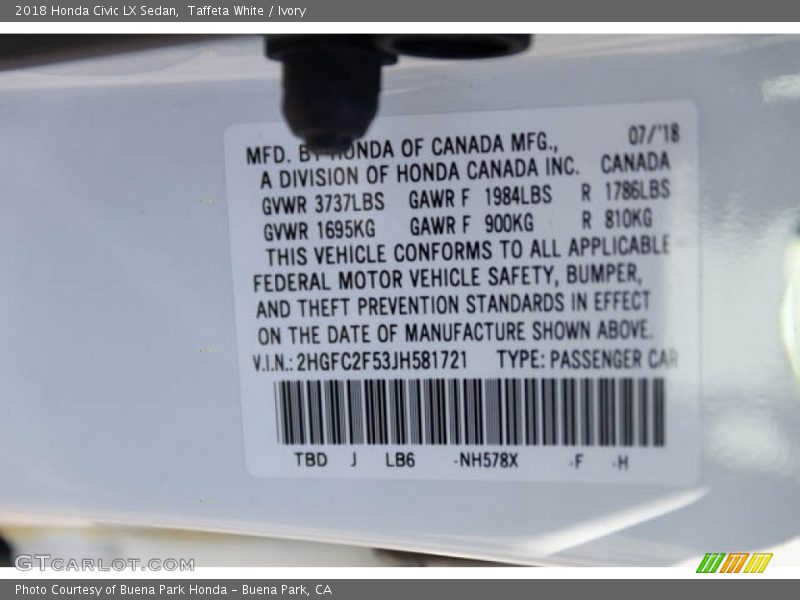 2018 Honda Civic LX Sedan,  Taffeta White / Ivory
MFD. BY HONDA OF CANADA MFG., 07/'18
A DIVISION OF HONDA CANADA INC. CANADA
GVWR 3737LBS GAWR F 1984LBS R 1786LBS
GVWR 1695KG GAWR F 900KG R 810KG
THIS VEHICLE CONFORMS TO ALL APPLICABLE
FEDERAL MOTOR VEHICLE SAFETY, BUMPER,
AND THEFT PREVENTION STANDARDS IN EFFECT
ON THE DATE OF MANUFACTURE SHOWN ABOVE.
V.I.N.: 2HGFC2F53JH581721 TYPE: PASSENGER CAR
TBD J LB6 -NH578X -F -H
GTCARLOT.COM
Photo Courtesy of Buena Park Honda - Buena Park, CA